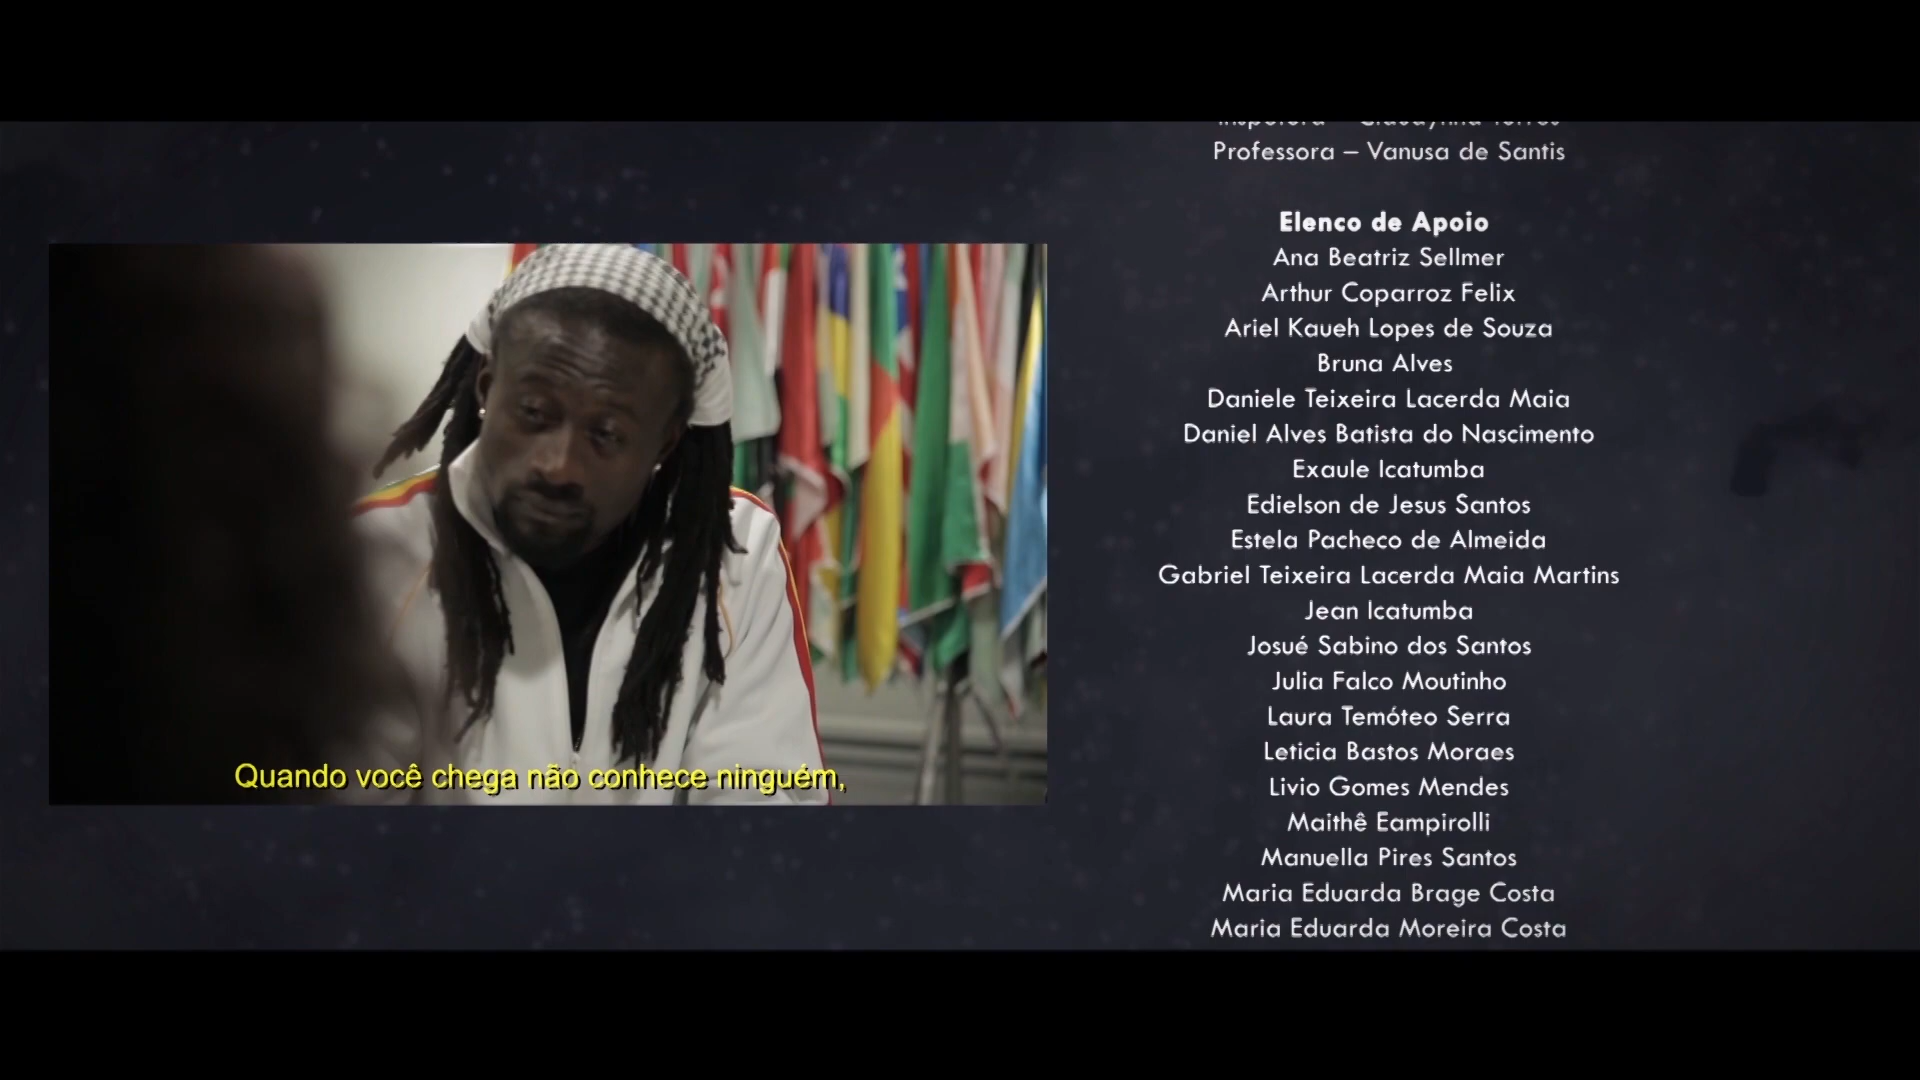 Professora – Vanusa de Santis
Elenco de Apoio
Ana Beatriz Sellmer
Arthur Coparroz Felix
Ariel Kaueh Lopes de Souza
Bruna Alves
Daniele Teixeira Lacerda Maia
Daniel Alves Batista do Nascimento
Exaule Icatumba
Edielson de Jesus Santos
Estela Pacheco de Almeida
Gabriel Teixeira Lacerda Maia Martins
Jean Icatumba
Josué Sabino dos Santos
Julia Falco Moutinho
Laura Temóteo Serra
Leticia Bastos Moraes
Livio Gomes Mendes
Maithê Eampirolli
Manuella Pires Santos
Maria Eduarda Brage Costa
Maria Eduarda Moreira Costa
Quando você chega não conhece ninguém,